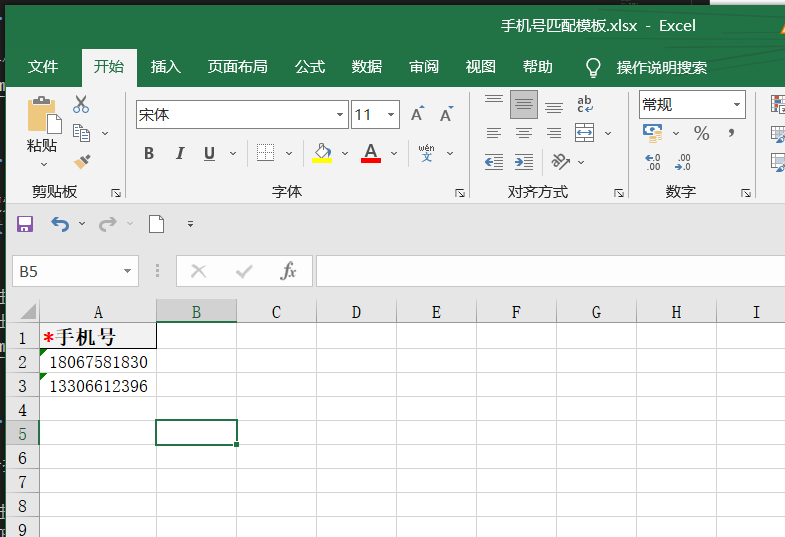 手机号匹配模板.xlsx - Excel
文件 开始 插入 页面布局 公式 数据 审阅 视图 帮助 操作说明搜索
宋体 11 A A ab 常规
粘贴 B I U A wén 文 % , .00 .00
剪贴板 字体 对齐方式 数字
B5 fx
A B C D E F G H I
1 *手机号
2 18067581830
3 13306612396
4
5
6
7
8
9